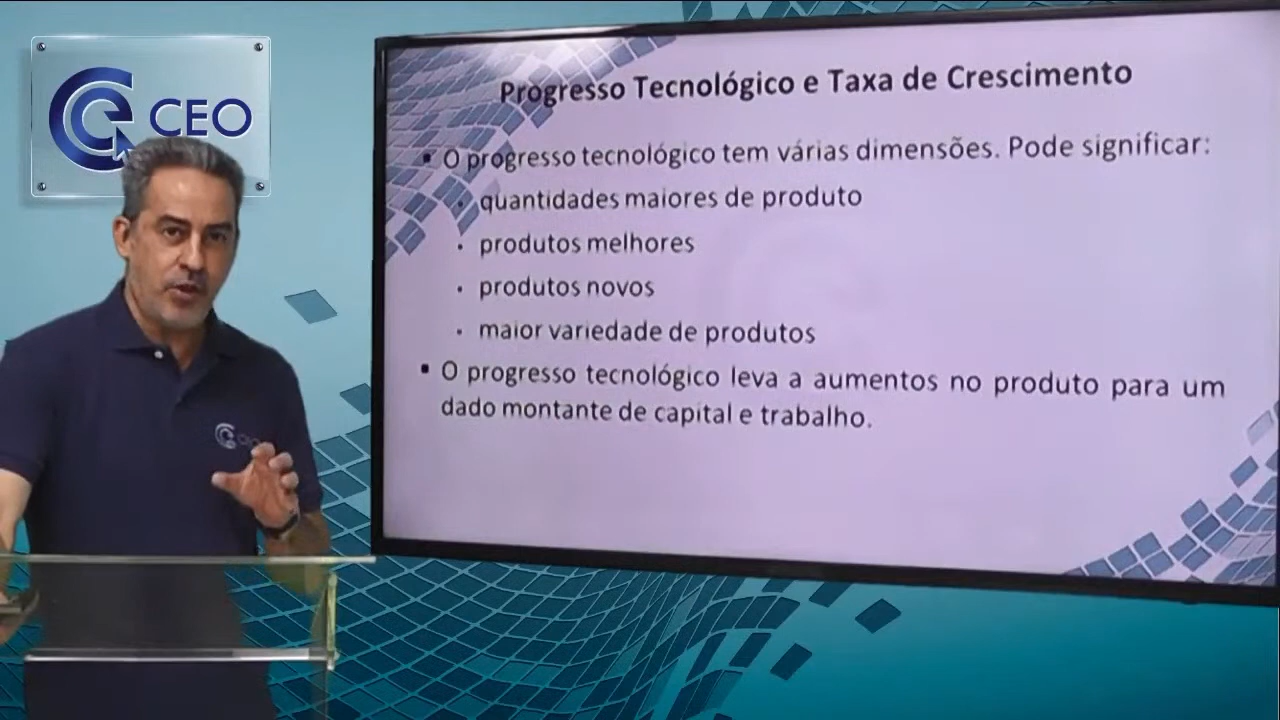 CEO
Progresso Tecnológico e Taxa de Crescimento
▪ O progresso tecnológico tem várias dimensões. Pode significar:
• quantidades maiores de produto
• produtos melhores
• produtos novos
• maior variedade de produtos
▪ O progresso tecnológico leva a aumentos no produto para um
dado montante de capital e trabalho.
CEO